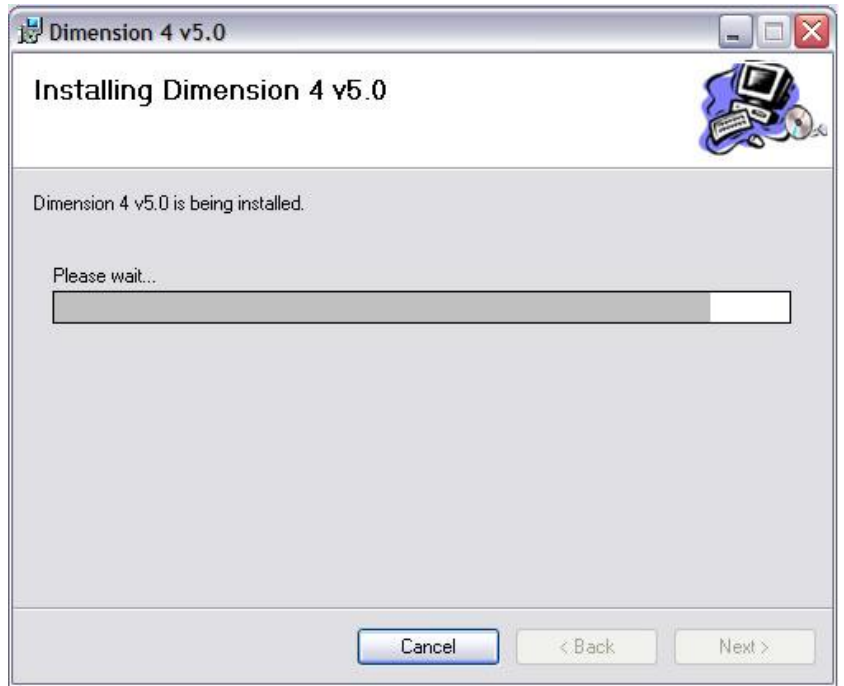 Dimension 4 v5.0
Installing Dimension 4 v5.0
Dimension 4 v5.0 is being installed.
Please wait...
Cancel
< Back
Next >